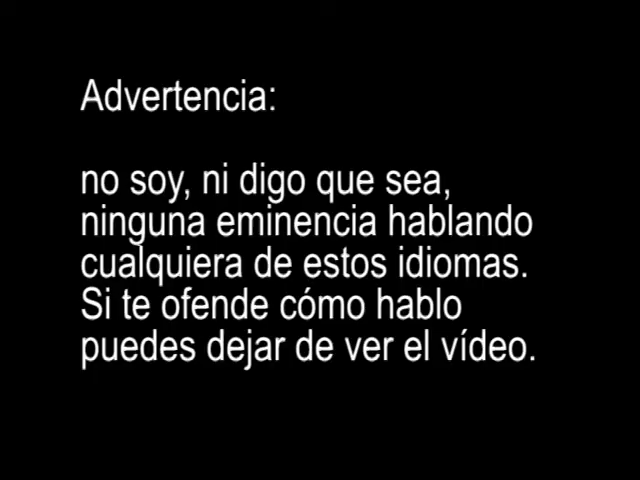 Advertencia:
no soy, ni digo que sea,
ninguna eminencia hablando
cualquiera de estos idiomas.
Si te ofende cómo hablo
puedes dejar de ver el vídeo.